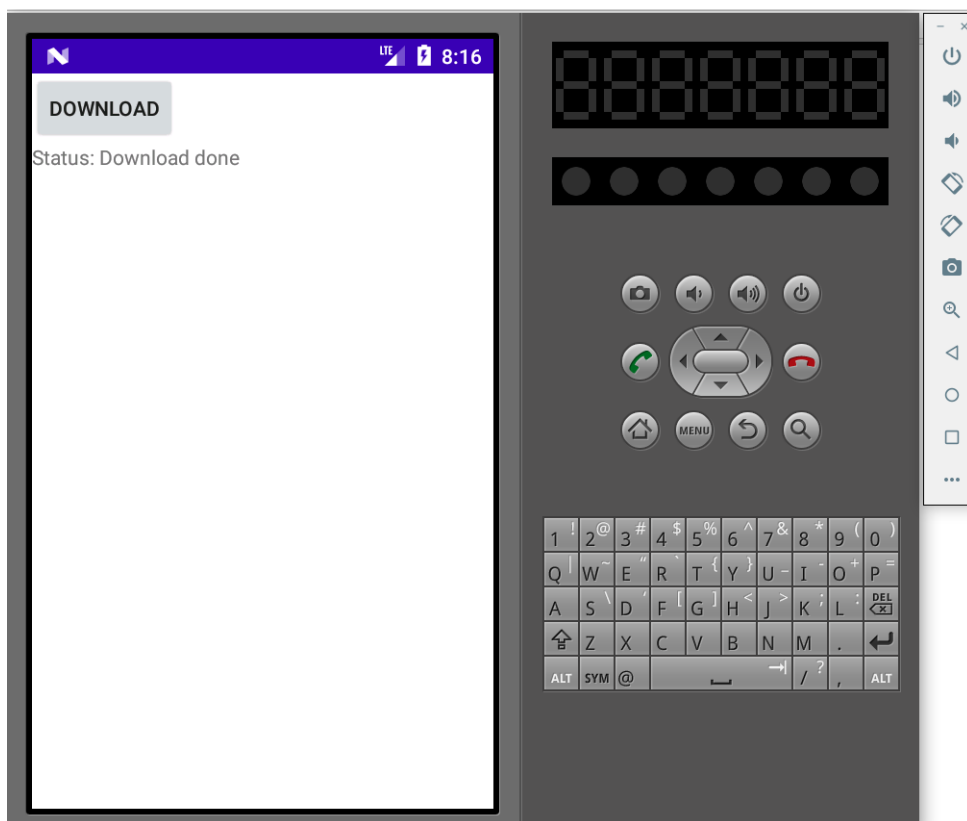 LTE 8:16
DOWNLOAD
Status: Download done
MENU
1 ! 2 @ 3 # 4 $ 5 % 6 ^ 7 & 8 * 9 ( 0 )
Q | W ~ E “ R ` T { Y } U _ I - O + P =
A S \ D ‘ F [ G ] H < J > K ; L : DEL
Z X C V B N M .
ALT SYM @ / ? , ALT